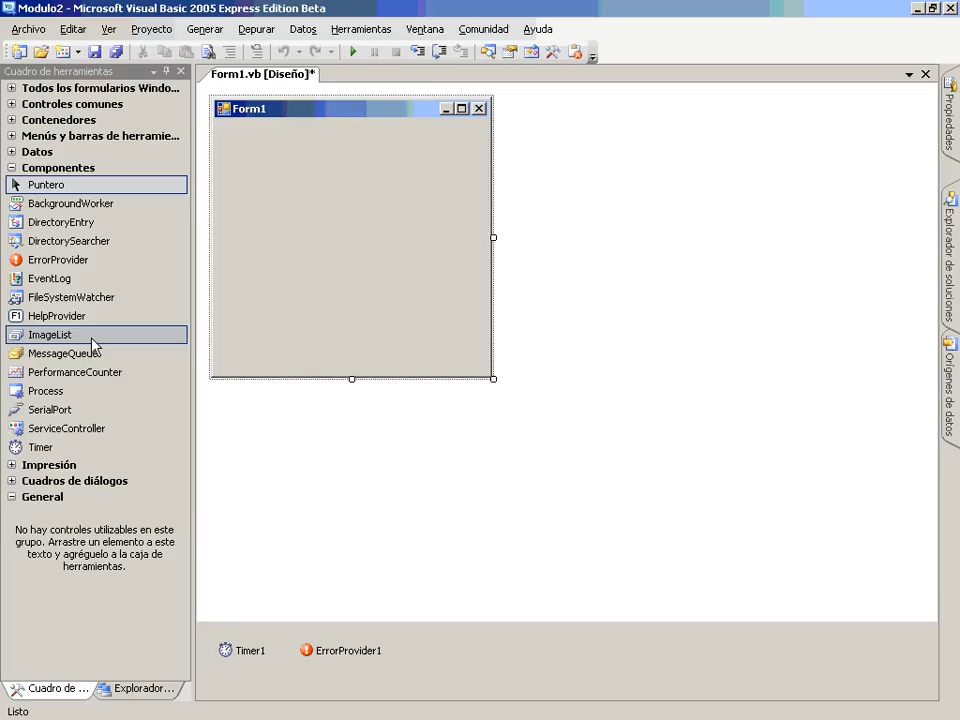 Modulo2 - Microsoft Visual Basic 2005 Express Edition Beta
Archivo Editar Ver Proyecto Generar Depurar Datos Herramientas Ventana Comunidad Ayuda
Cuadro de herramientas
Form1.vb [Diseño]*
Todos los formularios Windo...
Controles comunes
Contenedores
Menús y barras de herramie...
Datos
Componentes
Puntero
BackgroundWorker
DirectoryEntry
DirectorySearcher
ErrorProvider
EventLog
FileSystemWatcher
F1 HelpProvider
ImageList
MessageQueue
PerformanceCounter
Process
SerialPort
ServiceController
Timer
Impresión
Cuadros de diálogos
General
No hay controles utilizables en este
grupo. Arrastre un elemento a este
texto y agréguelo a la caja de
herramientas.
Form1
Timer1
ErrorProvider1
Propiedades
Explorador de soluciones
Orígenes de datos
Cuadro de ...
Explorador...
Listo